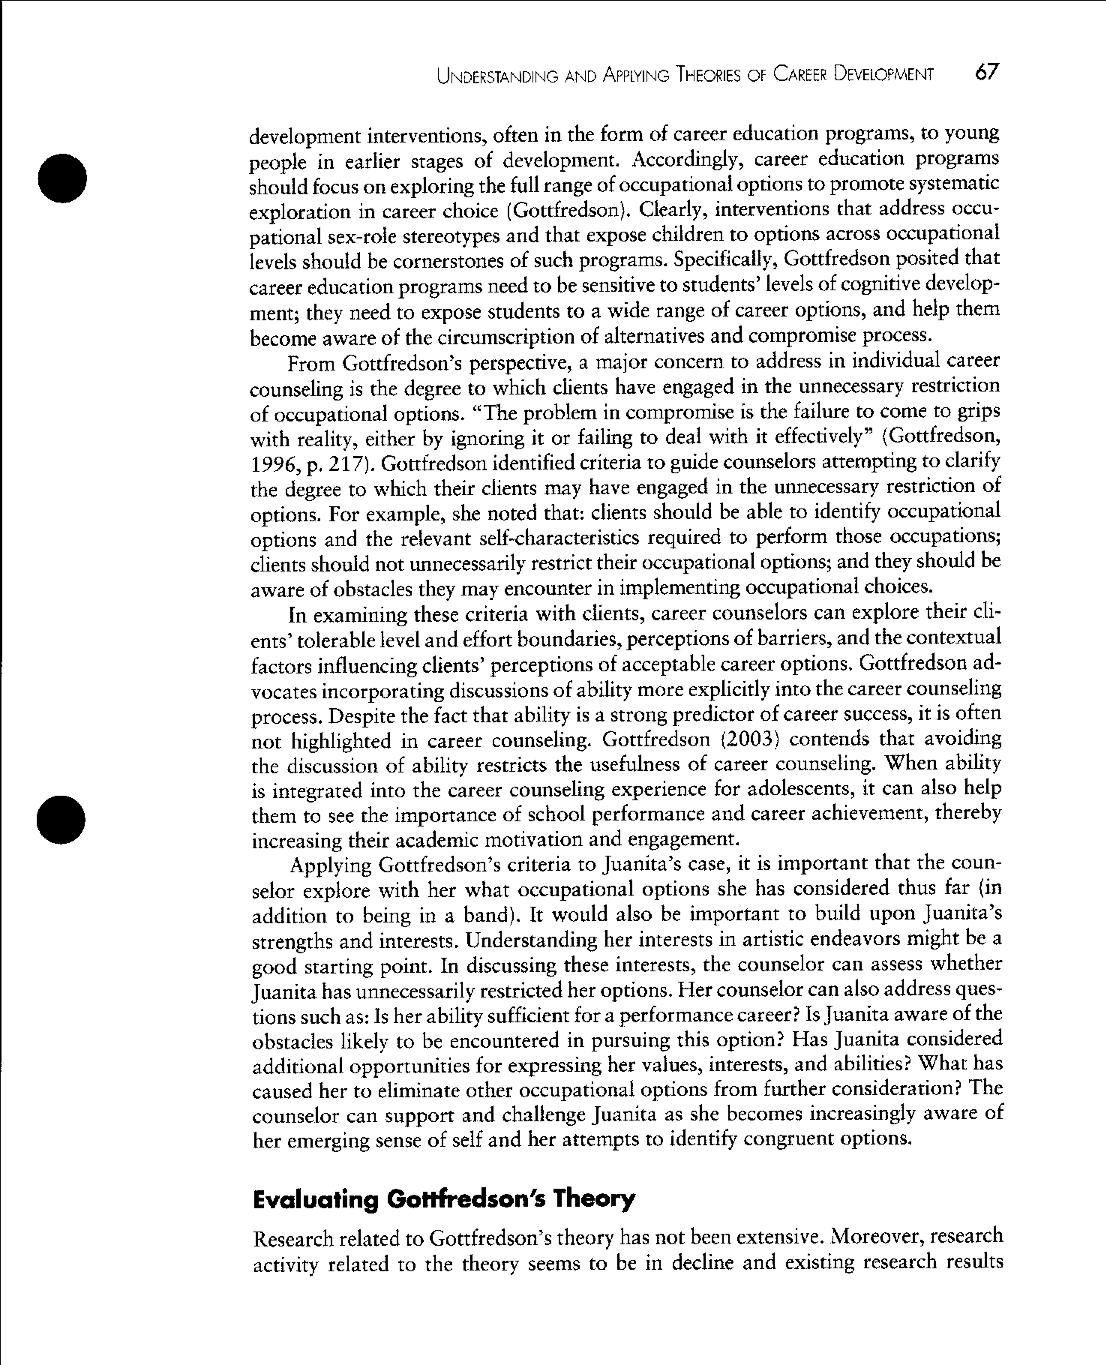 UNDERSTANDING AND APPLYING THEORIES OF CAREER DEVELOPMENT 67
development interventions, often in the form of career education programs, to young
people in earlier stages of development. Accordingly, career education programs
should focus on exploring the full range of occupational options to promote systematic
exploration in career choice (Gottfredson). Clearly, interventions that address occu-
pational sex-role stereotypes and that expose children to options across occupational
levels should be cornerstones of such programs. Specifically, Gottfredson posited that
career education programs need to be sensitive to students’ levels of cognitive develop-
ment; they need to expose students to a wide range of career options, and help them
become aware of the circumscription of alternatives and compromise process.
From Gottfredson’s perspective, a major concern to address in individual career
counseling is the degree to which clients have engaged in the unnecessary restriction
of occupational options. “The problem in compromise is the failure to come to grips
with reality, either by ignoring it or failing to deal with it effectively” (Gottfredson,
1996, p. 217). Gottfredson identified criteria to guide counselors attempting to clarify
the degree to which their clients may have engaged in the unnecessary restriction of
options. For example, she noted that: clients should be able to identify occupational
options and the relevant self-characteristics required to perform those occupations;
clients should not unnecessarily restrict their occupational options; and they should be
aware of obstacles they may encounter in implementing occupational choices.
In examining these criteria with clients, career counselors can explore their cli-
ents’ tolerable level and effort boundaries, perceptions of barriers, and the contextual
factors influencing clients’ perceptions of acceptable career options. Gottfredson ad-
vocates incorporating discussions of ability more explicitly into the career counseling
process. Despite the fact that ability is a strong predictor of career success, it is often
not highlighted in career counseling. Gottfredson (2003) contends that avoiding
the discussion of ability restricts the usefulness of career counseling. When ability
is integrated into the career counseling experience for adolescents, it can also help
them to see the importance of school performance and career achievement, thereby
increasing their academic motivation and engagement.
Applying Gottfredson’s criteria to Juanita’s case, it is important that the coun-
selor explore with her what occupational options she has considered thus far (in
addition to being in a band). It would also be important to build upon Juanita’s
strengths and interests. Understanding her interests in artistic endeavors might be a
good starting point. In discussing these interests, the counselor can assess whether
Juanita has unnecessarily restricted her options. Her counselor can also address ques-
tions such as: Is her ability sufficient for a performance career? Is Juanita aware of the
obstacles likely to be encountered in pursuing this option? Has Juanita considered
additional opportunities for expressing her values, interests, and abilities? What has
caused her to eliminate other occupational options from further consideration? The
counselor can support and challenge Juanita as she becomes increasingly aware of
her emerging sense of self and her attempts to identify congruent options.
Evaluating Gottfredson’s Theory
Research related to Gottfredson’s theory has not been extensive. Moreover, research
activity related to the theory seems to be in decline and existing research results